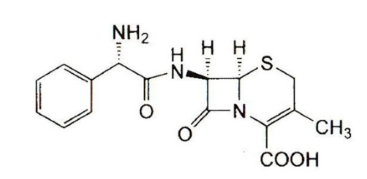 NH₂
H H H
N S
O O N CH₃
COOH